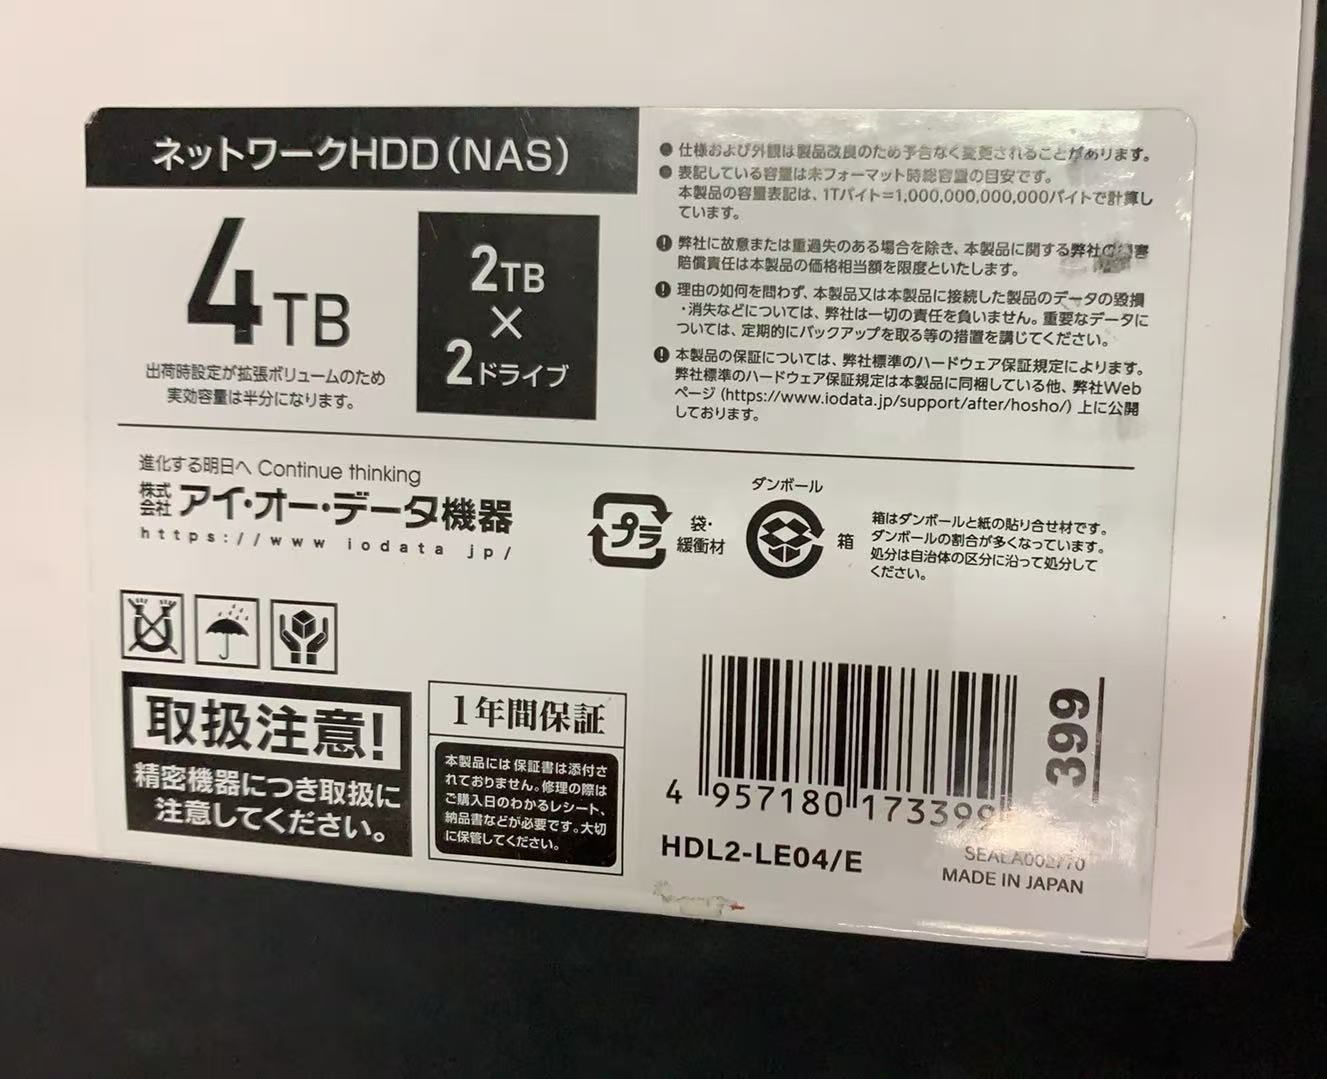 ネットワークHDD(NAS)
4TB
出荷時設定が拡張ボリュームのため
実効容量は半分になります。
2TB
×
2ドライブ
●仕様および外観は製品改良のため予告なく変更されることがあります。
●表記している容量は未フォーマット時総容量の目安です。
本製品の容量表記は、1Tバイト=1,000,000,000,000バイトで計算し
ています。
弊社に故意または重過失のある場合を除き、本製品に関する弊社の損害
賠償責任は本製品の価格相当額を限度といたします。
理由の如何を問わず、本製品又は本製品に接続した製品のデータの毀損
・消失などについては、弊社は一切の責任を負いません。重要なデータに
ついては、定期的にバックアップを取る等の措置を講じてください。
本製品の保証については、弊社標準のハードウェア保証規定によります。
弊社標準のハードウェア保証規定は本製品に同梱している他、弊社Web
ページ(https://www.iodata.jp/support/after/hosho/)上に公開
しております。
進化する明日へ Continue thinking
株式会社 アイ・オー・データ機器
https://www iodata jp/
プラ
袋・
緩衝材
ダンボール
箱
箱はダンボールと紙の貼り合せ材です。
ダンボールの割合が多くなっています。
処分は自治体の区分に沿って処分して
ください。
取扱注意!
精密機器につき取扱に
注意してください。
1年間保証
本製品には保証書は添付さ
れておりません。修理の際は
ご購入日のわかるレシート、
納品書などが必要です。大切
に保管してください。
399
4 957180 173399
HDL2-LE04/E
MADE IN JAPAN